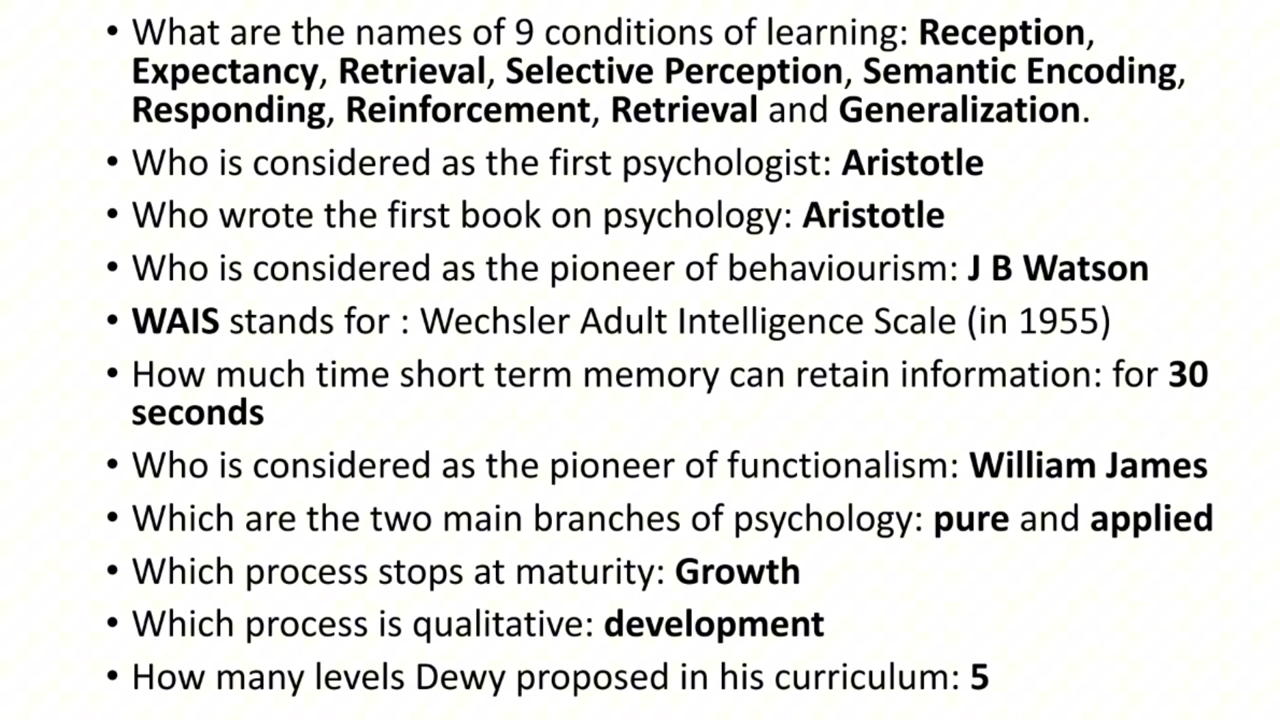 • What are the names of 9 conditions of learning: Reception,
Expectancy, Retrieval, Selective Perception, Semantic Encoding,
Responding, Reinforcement, Retrieval and Generalization.
• Who is considered as the first psychologist: Aristotle
• Who wrote the first book on psychology: Aristotle
• Who is considered as the pioneer of behaviourism: J B Watson
• WAIS stands for : Wechsler Adult Intelligence Scale (in 1955)
• How much time short term memory can retain information: for 30
seconds
• Who is considered as the pioneer of functionalism: William James
• Which are the two main branches of psychology: pure and applied
• Which process stops at maturity: Growth
• Which process is qualitative: development
• How many levels Dewy proposed in his curriculum: 5